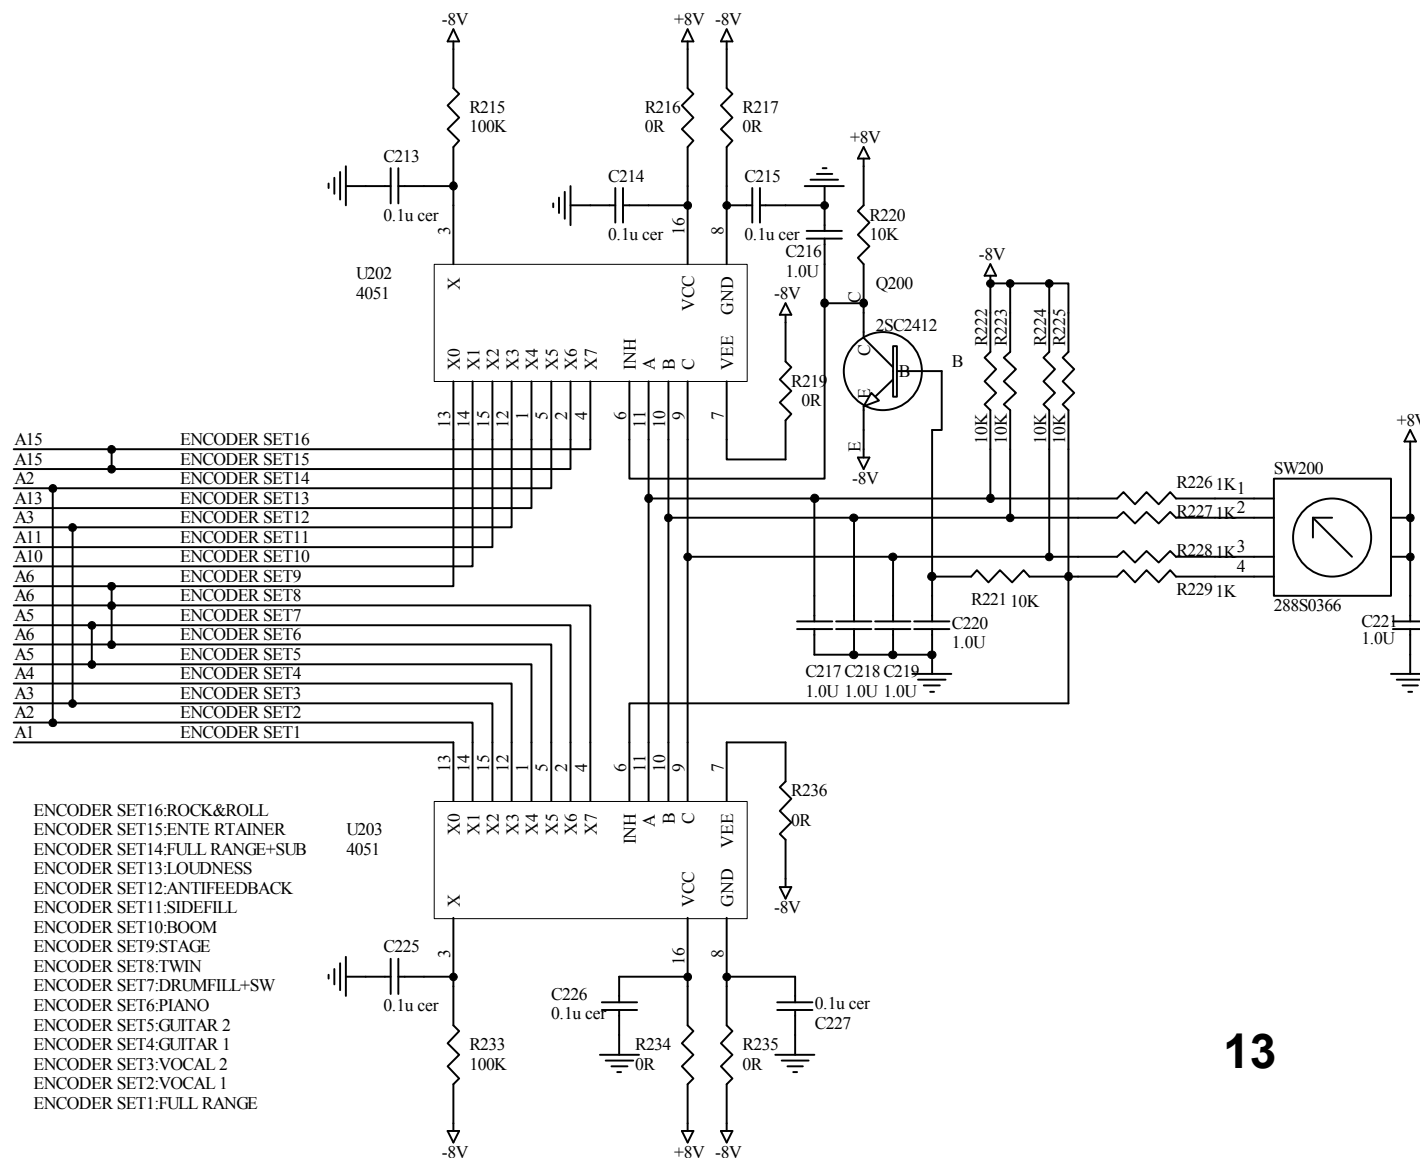 -8V
+8V -8V
R215
100K
R216
0R
R217
0R
+8V
C213
0.1u cer
C214
0.1u cer
C215
0.1u cer
R220
10K
3
16
8
C216
1.0U
-8V
U202
4051
X
VCC
GND
-8V
C
Q200
2SC2412
R222
R223
R224
R225
X0
X1
X2
X3
X4
X5
X6
X7
INH
A
B
C
VEE
R219
0R
C
B
E
B
10K
10K
10K
10K
13
14
15
12
1
5
2
4
6
11
10
9
7
E
-8V
+8V
A15 ENCODER SET16
A15 ENCODER SET15
A2 ENCODER SET14
A13 ENCODER SET13
A3 ENCODER SET12
A11 ENCODER SET11
A10 ENCODER SET10
A6 ENCODER SET9
A6 ENCODER SET8
A5 ENCODER SET7
A6 ENCODER SET6
A5 ENCODER SET5
A4 ENCODER SET4
A3 ENCODER SET3
A2 ENCODER SET2
A1 ENCODER SET1
SW200
R226 1K 1
R227 1K 2
R228 1K 3
4
R229 1K
288S0366
R221 10K
C220
1.0U
C221
1.0U
C217 C218 C219
1.0U 1.0U 1.0U
13
14
15
12
1
5
2
4
6
11
10
9
7
X0
X1
X2
X3
X4
X5
X6
X7
INH
A
B
C
VEE
R236
0R
U203
4051
X
VCC
GND
-8V
ENCODER SET16:ROCK&ROLL
ENCODER SET15:ENTE RTAINER
ENCODER SET14:FULL RANGE+SUB
ENCODER SET13:LOUDNESS
ENCODER SET12:ANTIFEEDBACK
ENCODER SET11:SIDEFILL
ENCODER SET10:BOOM
ENCODER SET9:STAGE
ENCODER SET8:TWIN
ENCODER SET7:DRUMFILL+SW
ENCODER SET6:PIANO
ENCODER SET5:GUITAR 2
ENCODER SET4:GUITAR 1
ENCODER SET3:VOCAL 2
ENCODER SET2:VOCAL 1
ENCODER SET1:FULL RANGE
3
16
8
C225
0.1u cer
C226
0.1u cer
0.1u cer
C227
R233
100K
R234
0R
R235
0R
-8V
+8V -8V
13